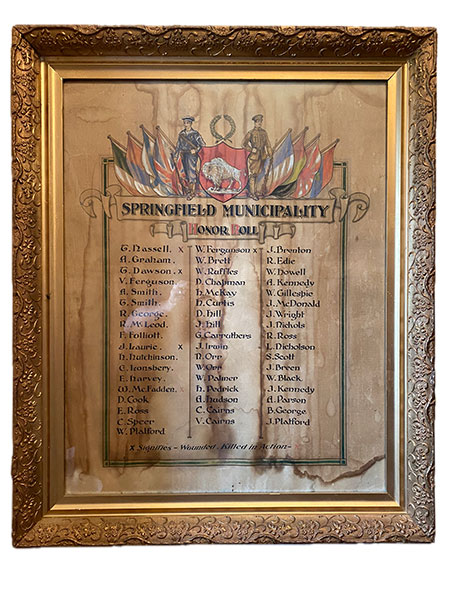 SPRINGFIELD MUNICIPALITY
HONOR ROLL
G. Hassell. x
A. Graham.
G. Dawson. x
V. Ferguson
A. Smith.
G. Smith.
R. George.
R. McLeod.
F. Folliott.
J. Laurie. x
H. Hutchinson.
C. Lansbery.
E. Harvey.
W. McFadden. x
D. Cook
E. Ross
C. Speer
W. Platford
W. Fergunson x
W. Brett
W. Ruffles
D. Chapman
D. McKay
H. Curtis
D. Hill
J. Hill
G. Carruthers
J. Irwin
H. Orr
W. Orr
W. Palmer
H. Pedrick
A. Hudson
C. Cairns
V. Cairns
J. Brenton
R. Edie
W. Dowell
A. Kennedy
W. Gillespie
J. McDonald
J. Wright
J. Nichols
R. Ross
L. Nicholson
S. Scott
J. Breen
W. Black.
J. Kennedy
A. Parson
B. George
J. Platford
x Signifies - Wounded, Killed in Action -